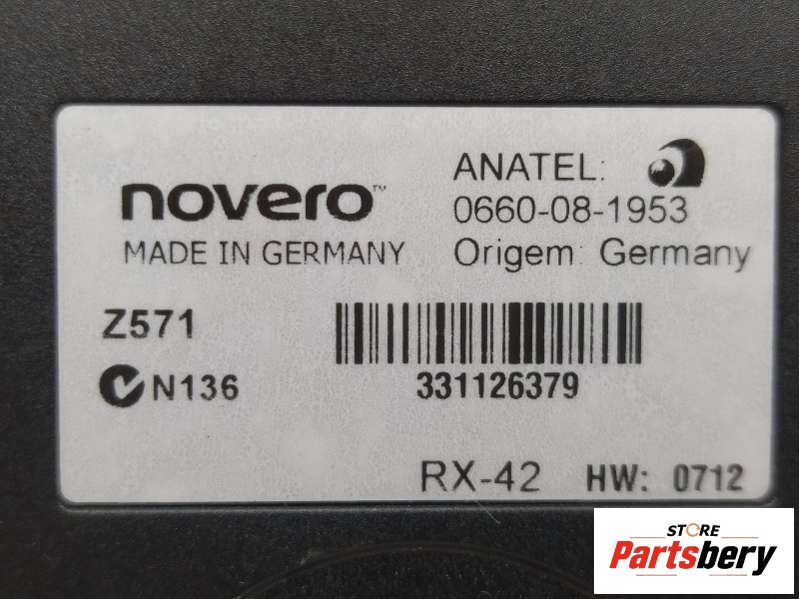 novero™
MADE IN GERMANY
ANATEL:
0660-08-1953
Origem: Germany
Z571
N136
331126379
RX-42 HW: 0712
STORE
Partsbery